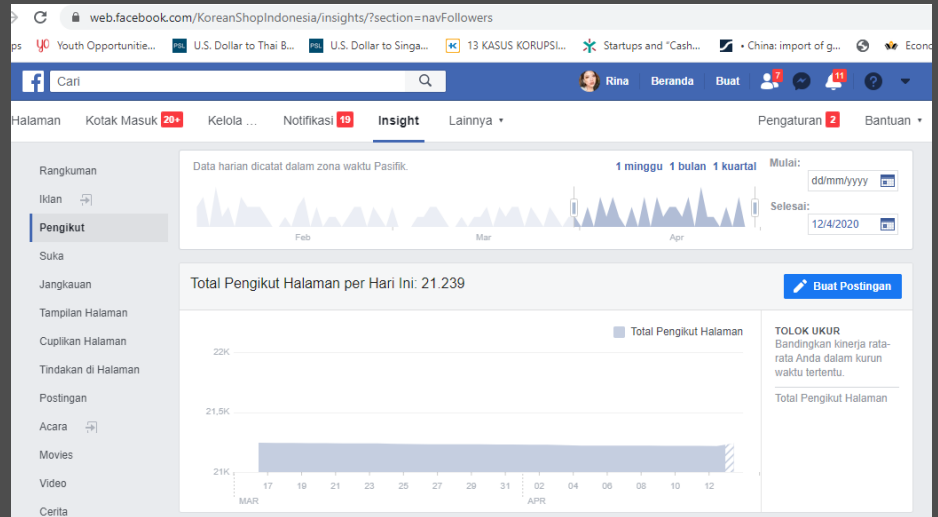 web.facebook.com/KoreanShopIndonesia/insights/?section=navFollowers
ps Youth Opportunitie... PSL U.S. Dollar to Thai B... PSL U.S. Dollar to Singa... 13 KASUS KORUPSI... Startups and "Cash... • China: import of g... Econo
Cari Rina Beranda Buat 7 11
Halaman Kotak Masuk 20+ Kelola ... Notifikasi 19 Insight Lainnya Pengaturan 2 Bantuan
Rangkuman
Iklan
Pengikut
Suka
Jangkauan
Tampilan Halaman
Cuplikan Halaman
Tindakan di Halaman
Postingan
Acara
Movies
Video
Cerita
Data harian dicatat dalam zona waktu Pasifik.
1 minggu 1 bulan 1 kuartal
Mulai:
dd/mm/yyyy
Selesai:
12/4/2020
Feb Mar Apr
Total Pengikut Halaman per Hari Ini: 21.239
Buat Postingan
Total Pengikut Halaman
22K
21,5K
21K
17 19 21 23 25 27 29 31 02 04 06 08 10 12
MAR APR
TOLOK UKUR
Bandingkan kinerja rata-
rata Anda dalam kurun
waktu tertentu.
Total Pengikut Halaman